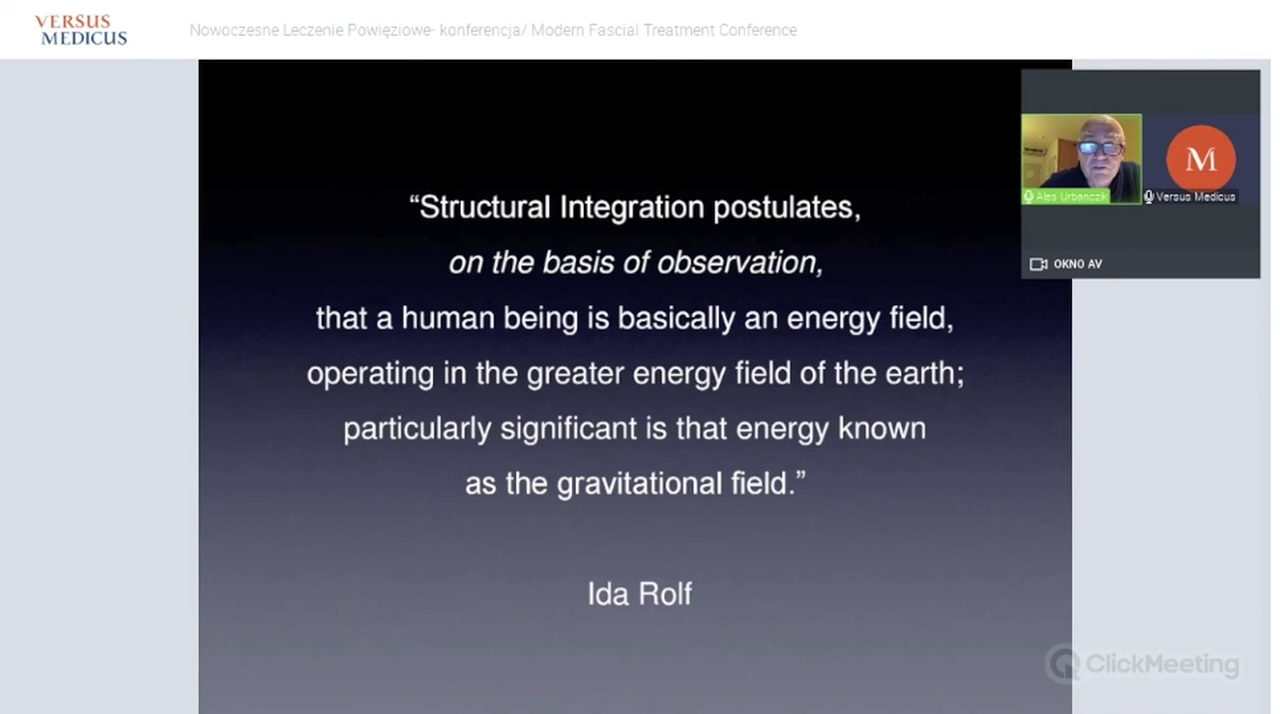 VERSUS
MEDICUS
Nowoczesne Leczenie Powięziowe- konferencja/ Modern Fascial Treatment Conference
“Structural Integration postulates,
on the basis of observation,
that a human being is basically an energy field,
operating in the greater energy field of the earth;
particularly significant is that energy known
as the gravitational field.”
Ida Rolf
M
Ales Urbanczik
Versus Medicus
OKNO AV
ClickMeeting